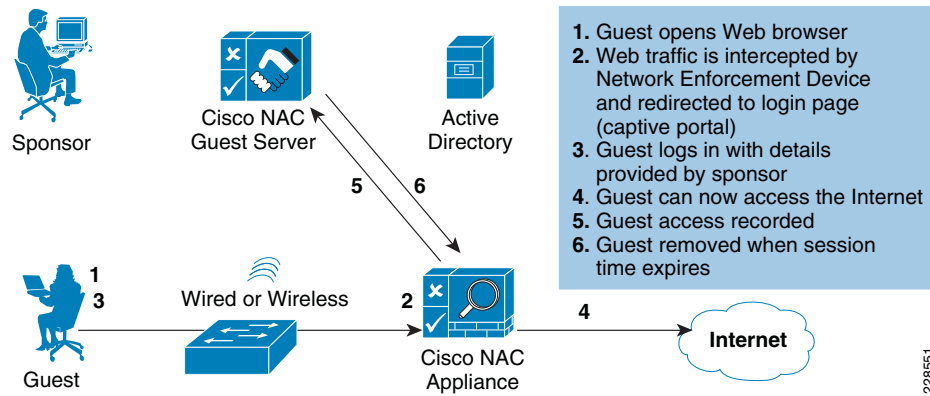 Sponsor
Cisco NAC
Guest Server
Active
Directory
1. Guest opens Web browser
2. Web traffic is intercepted by
Network Enforcement Device
and redirected to login page
(captive portal)
3. Guest logs in with details
provided by sponsor
4. Guest can now access the Internet
5. Guest access recorded
6. Guest removed when session
time expires
5
6
1
3
Wired or Wireless
2
4
Internet
Guest
Cisco NAC
Appliance
228551